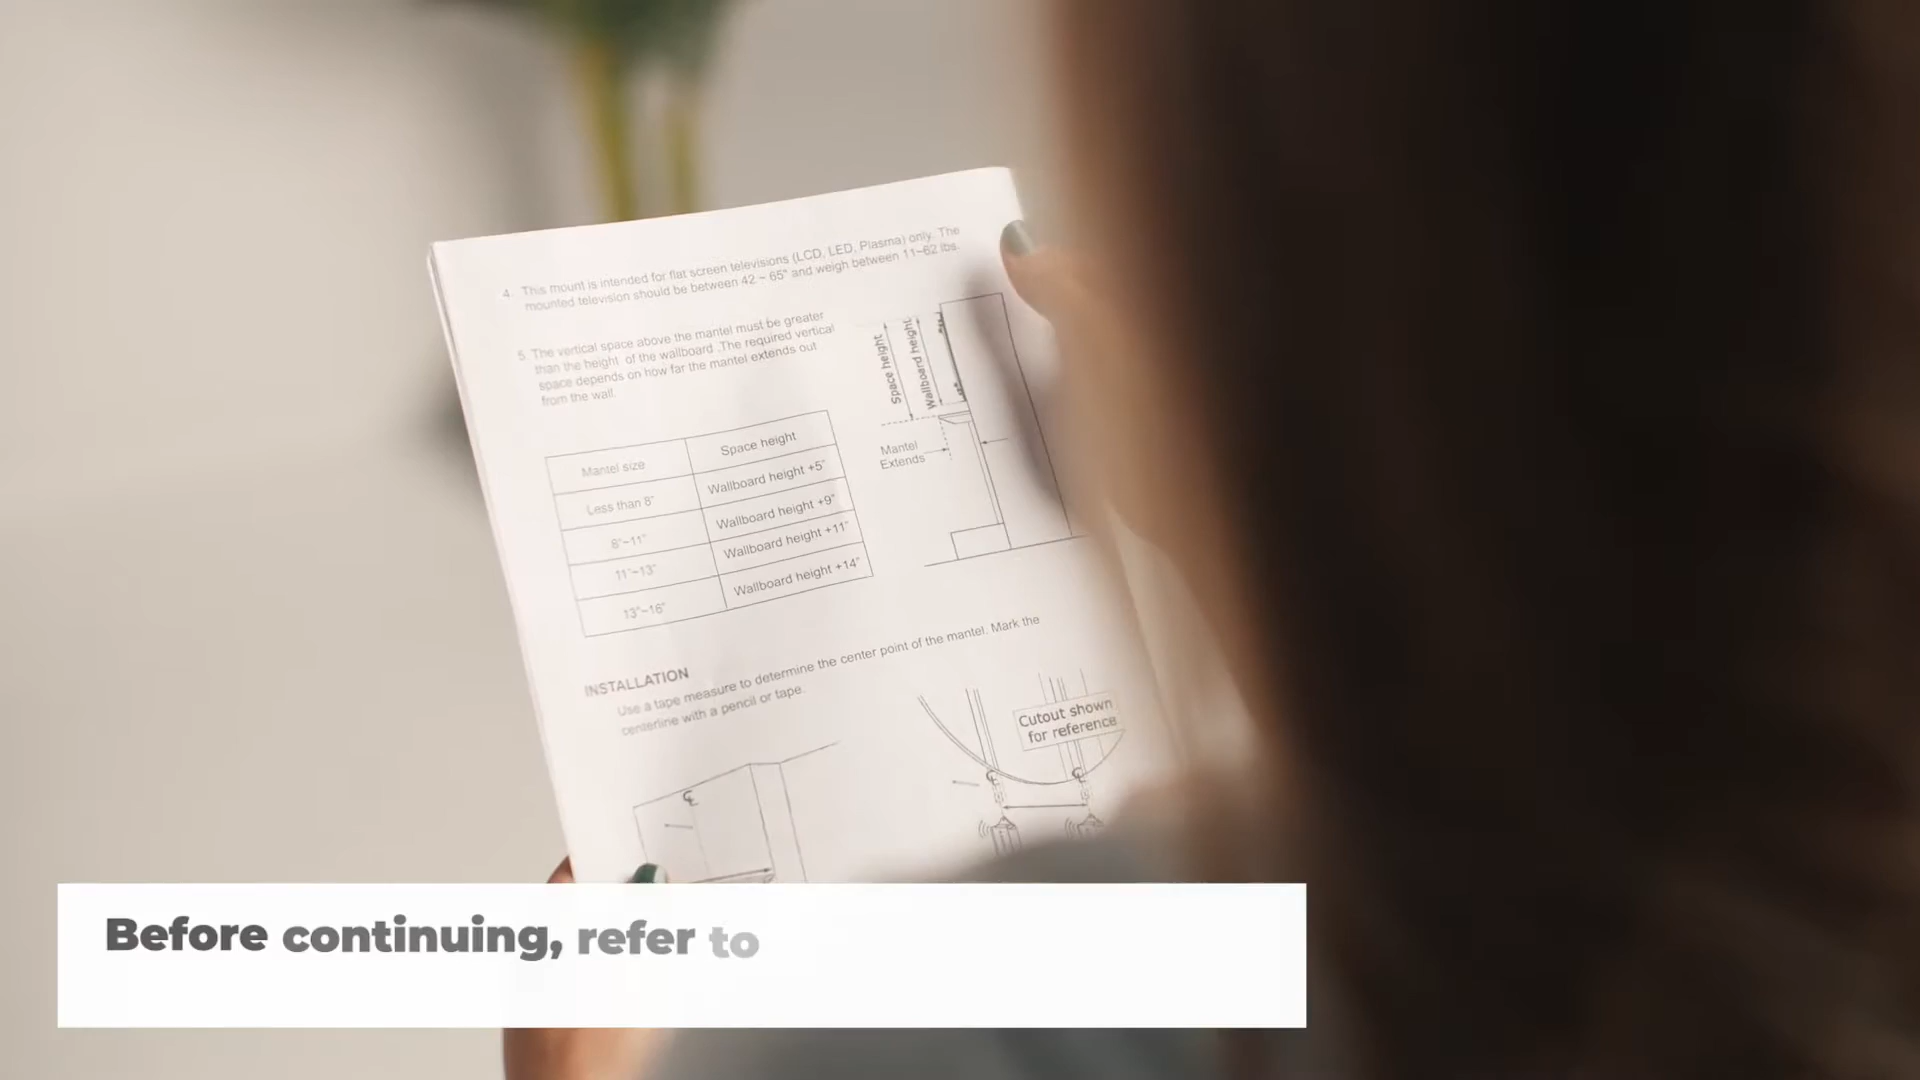 4. This mount is intended for flat screen televisions (LCD, LED, Plasma) only. The
mounted television should be between 42 ~ 65" and weigh between 11~62 lbs.
5. The vertical space above the mantel must be greater
than the height of the wallboard .The required vertical
space depends on how far the mantel extends out
from the wall.
Space height
Wallboard height
Mantel
Extends
Mantel size
Space height
Less than 8"
Wallboard height +5"
8"~11"
Wallboard height +9"
11"~13"
Wallboard height +11"
13"~16"
Wallboard height +14"
INSTALLATION
Use a tape measure to determine the center point of the mantel. Mark the
centerline with a pencil or tape.
Cutout shown
for reference
Before continuing, refer to